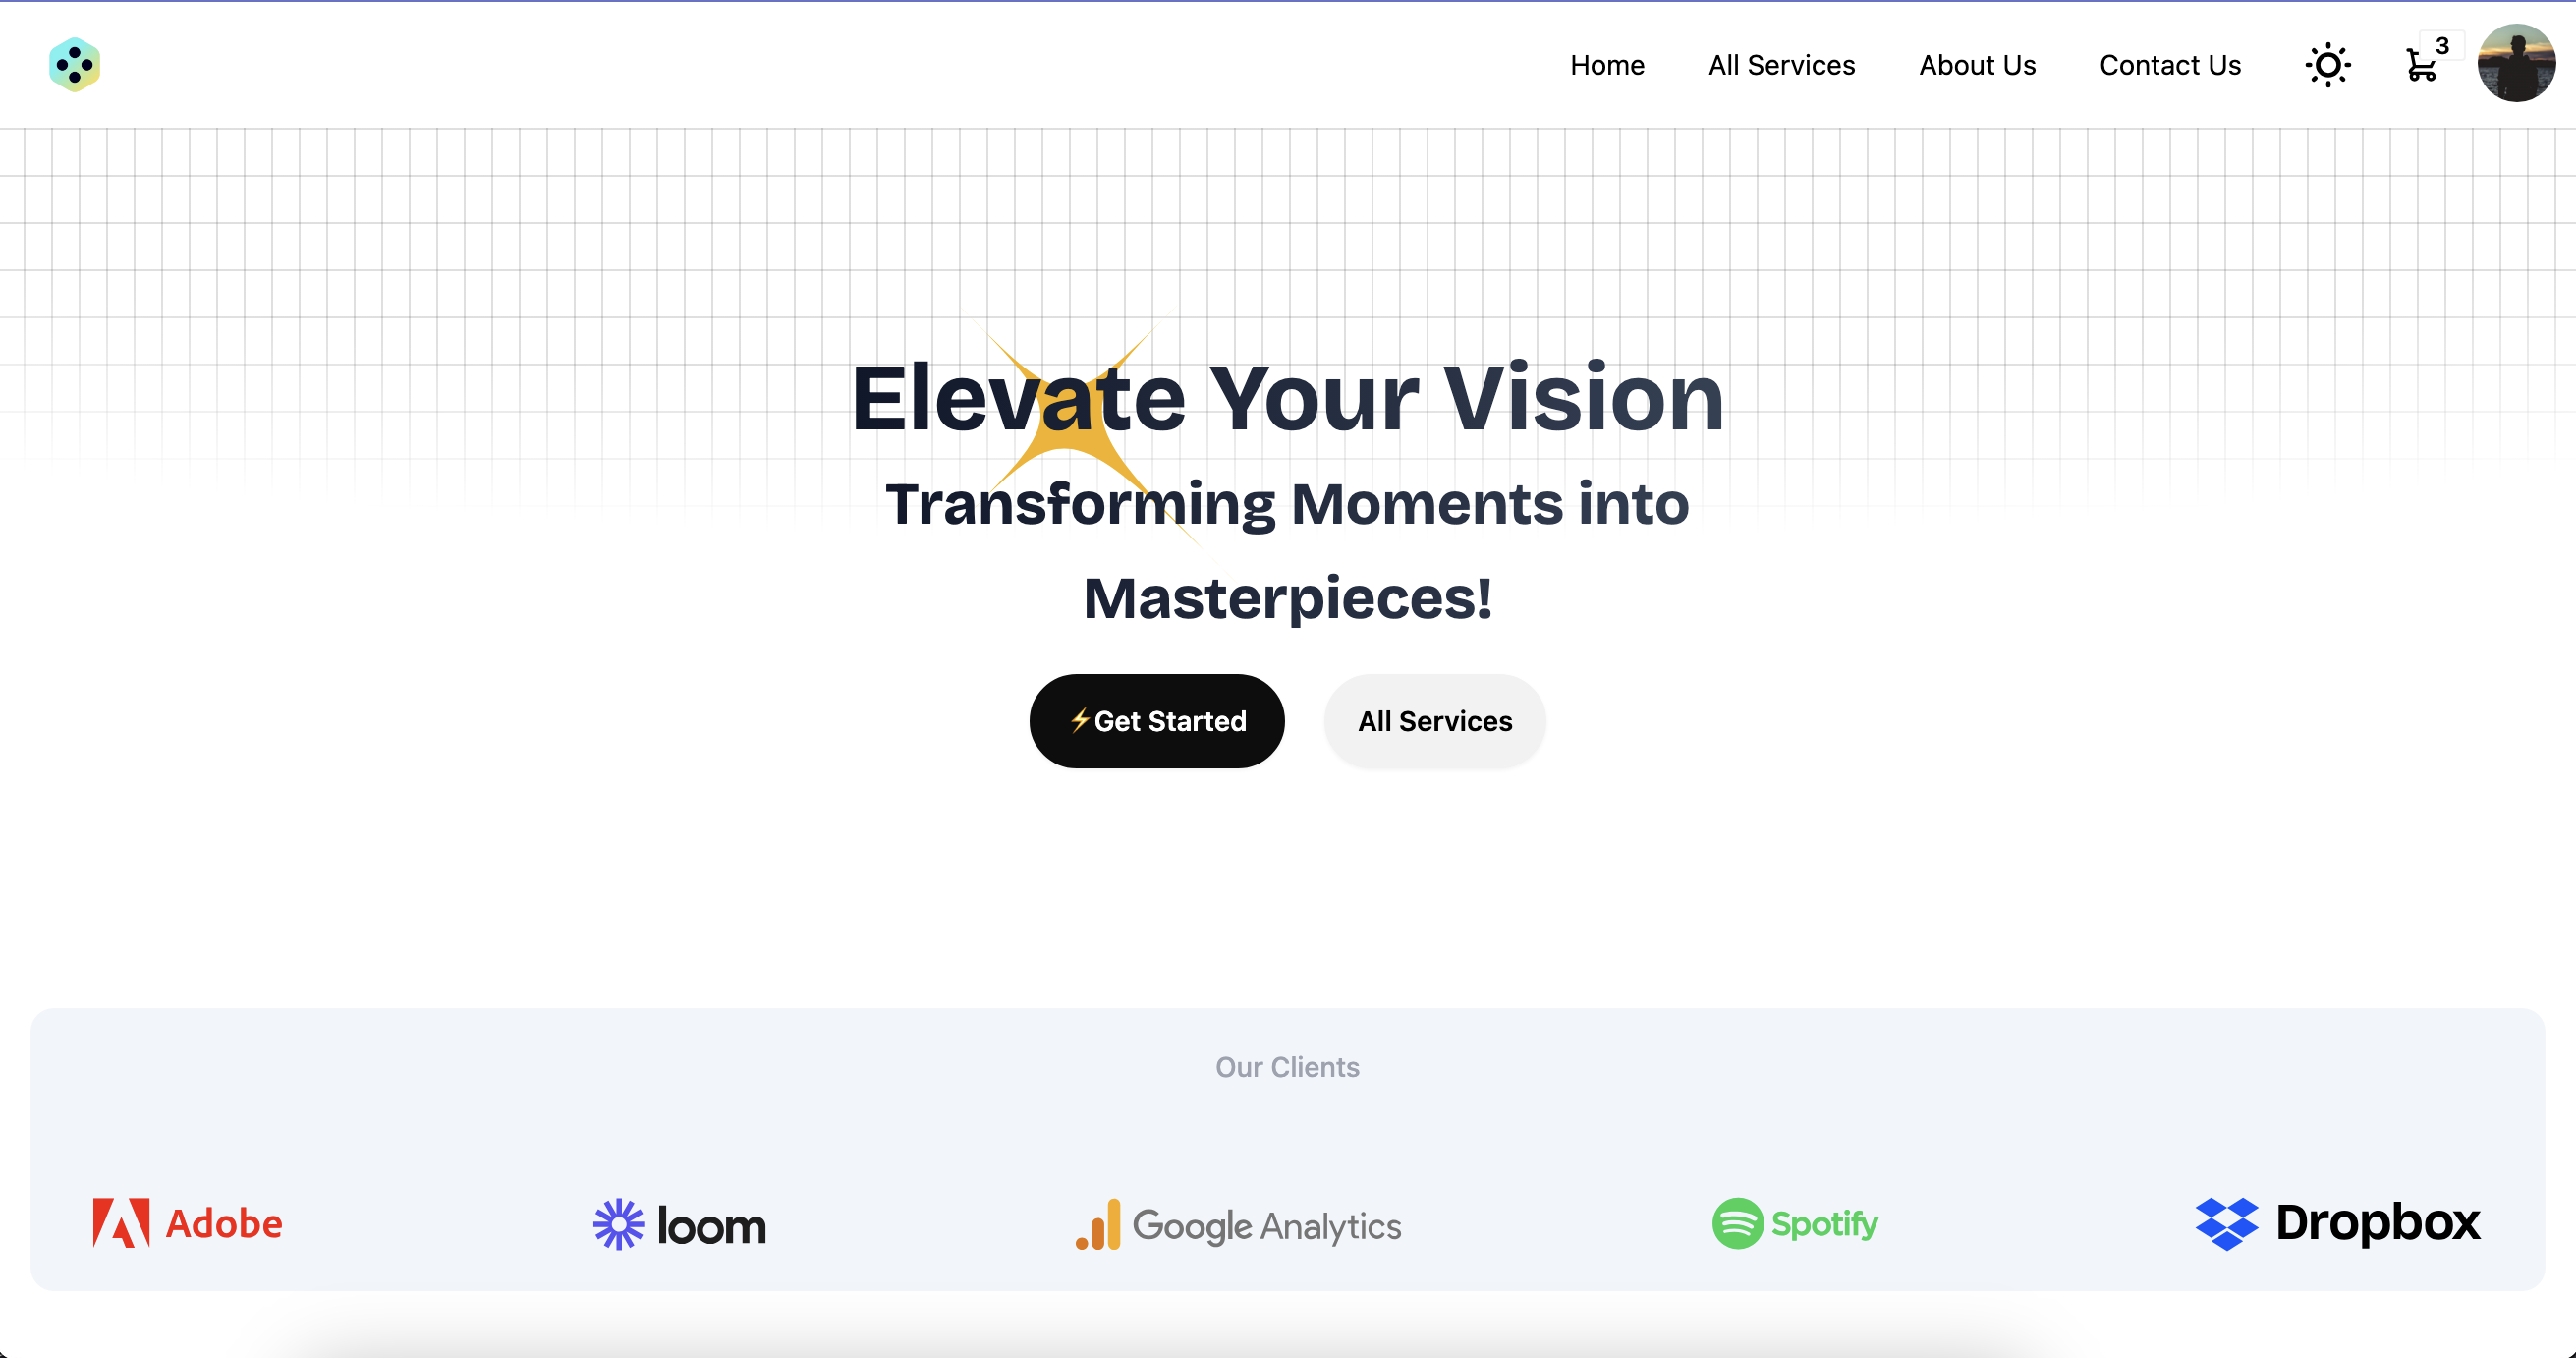 Home
All Services
About Us
Contact Us
3
Elevate Your Vision
Transforming Moments into
Masterpieces!
⚡Get Started
All Services
Our Clients
Adobe
loom
Google Analytics
Spotify
Dropbox